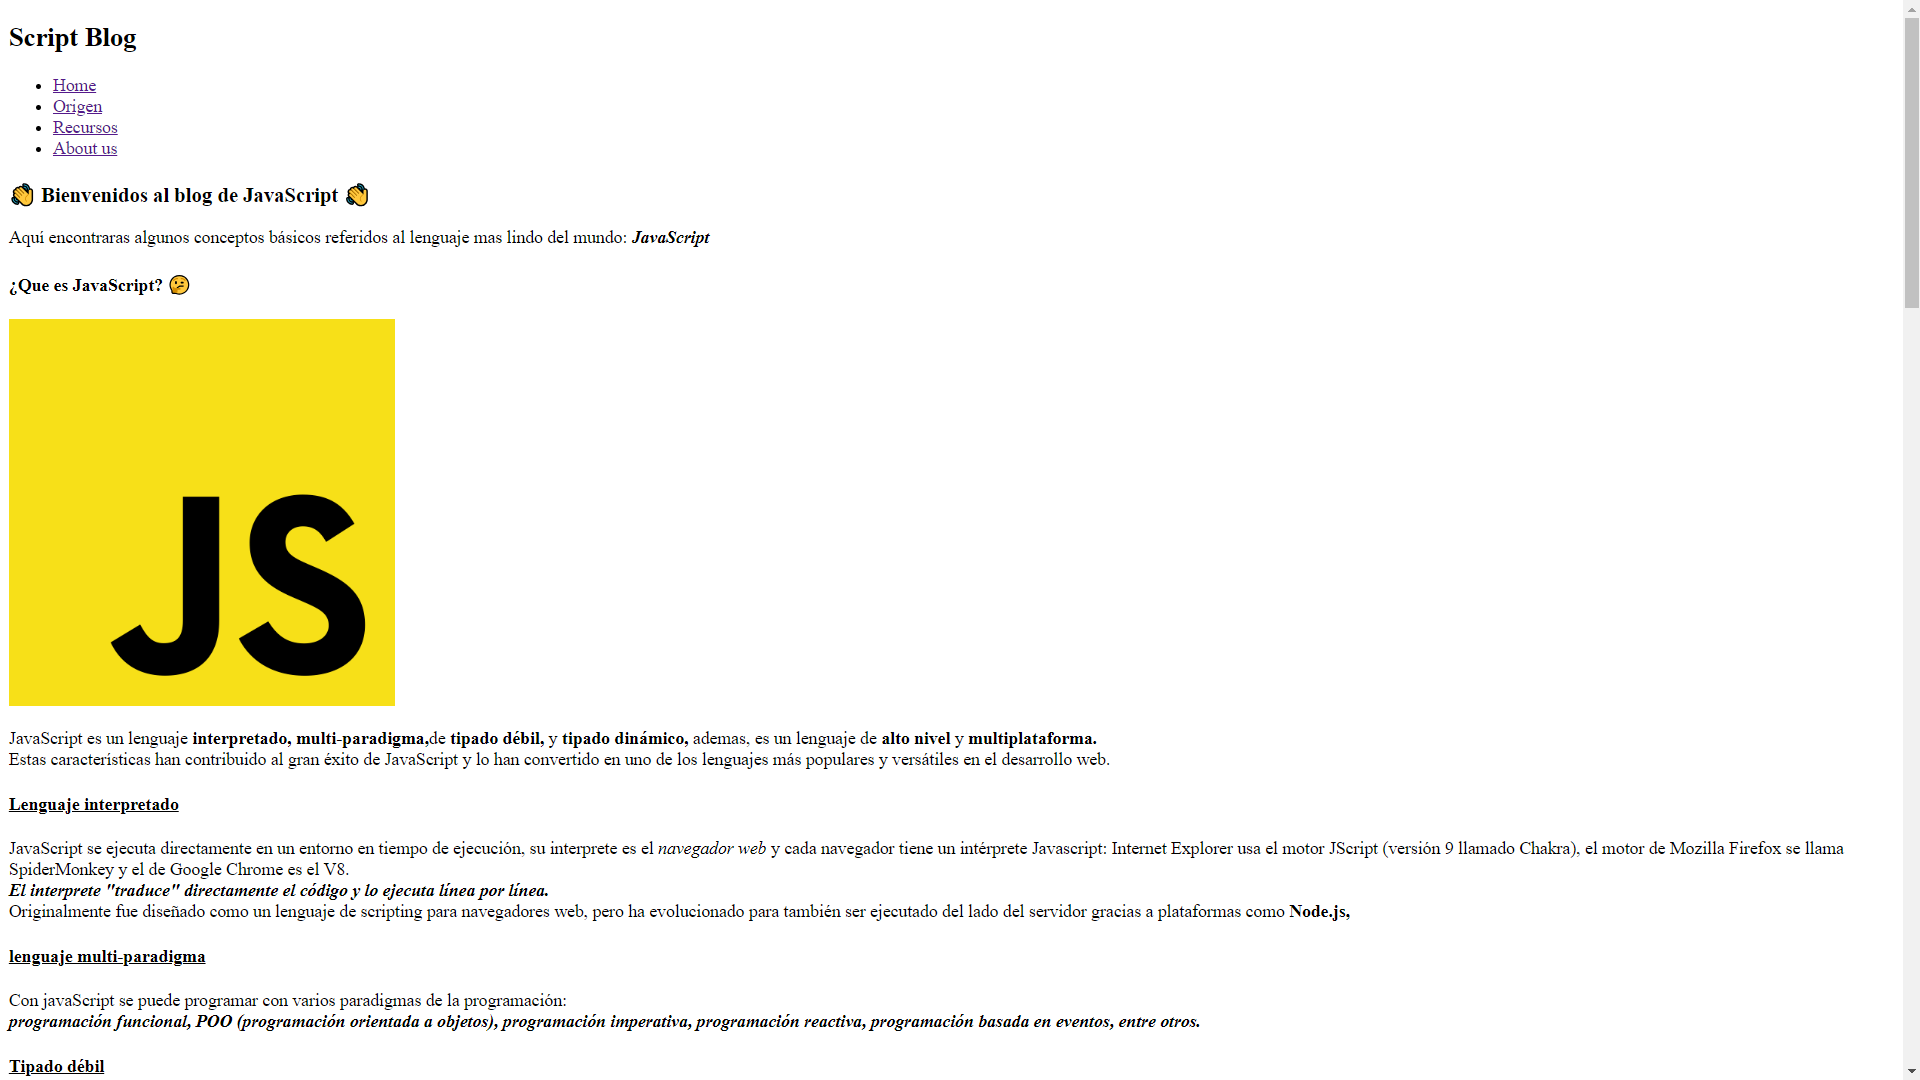 Script Blog
Home
Origen
Recursos
About us
👏 Bienvenidos al blog de JavaScript 👏
Aquí encontraras algunos conceptos básicos referidos al lenguaje mas lindo del mundo: JavaScript
¿Que es JavaScript? 🤔
JS
JavaScript es un lenguaje interpretado, multi-paradigma,de tipado débil, y tipado dinámico, ademas, es un lenguaje de alto nivel y multiplataforma.
Estas características han contribuido al gran éxito de JavaScript y lo han convertido en uno de los lenguajes más populares y versátiles en el desarrollo web.
Lenguaje interpretado
JavaScript se ejecuta directamente en un entorno en tiempo de ejecución, su interprete es el navegador web y cada navegador tiene un intérprete Javascript: Internet Explorer usa el motor JScript (versión 9 llamado Chakra), el motor de Mozilla Firefox se llama
SpiderMonkey y el de Google Chrome es el V8.
El interprete "traduce" directamente el código y lo ejecuta línea por línea.
Originalmente fue diseñado como un lenguaje de scripting para navegadores web, pero ha evolucionado para también ser ejecutado del lado del servidor gracias a plataformas como Node.js,
lenguaje multi-paradigma
Con javaScript se puede programar con varios paradigmas de la programación:
programación funcional, POO (programación orientada a objetos), programación imperativa, programación reactiva, programación basada en eventos, entre otros.
Tipado débil